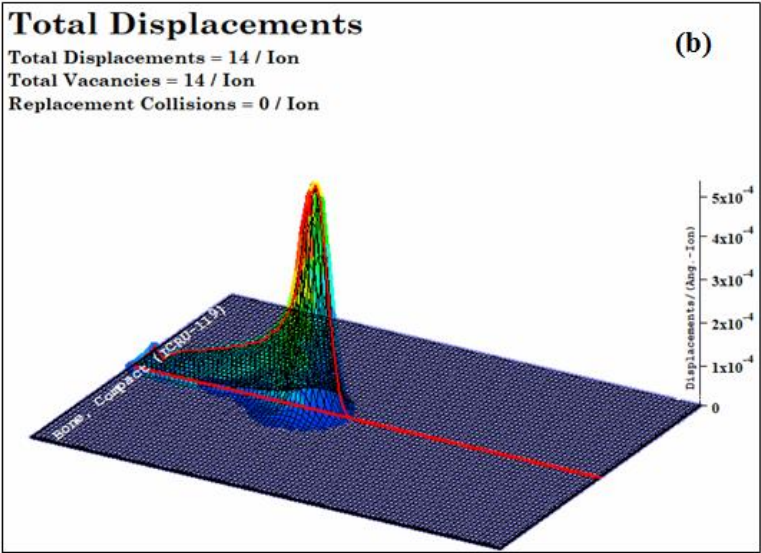 Total Displacements
(b)
Total Displacements = 14 / Ion
Total Vacancies = 14 / Ion
Replacement Collisions = 0 / Ion
5x10⁻⁴
4x10⁻⁴
3x10⁻⁴
2x10⁻⁴
1x10⁻⁴
0
Displacements/(Ang.-Ion)
Bone, Compact (ICRU-119)